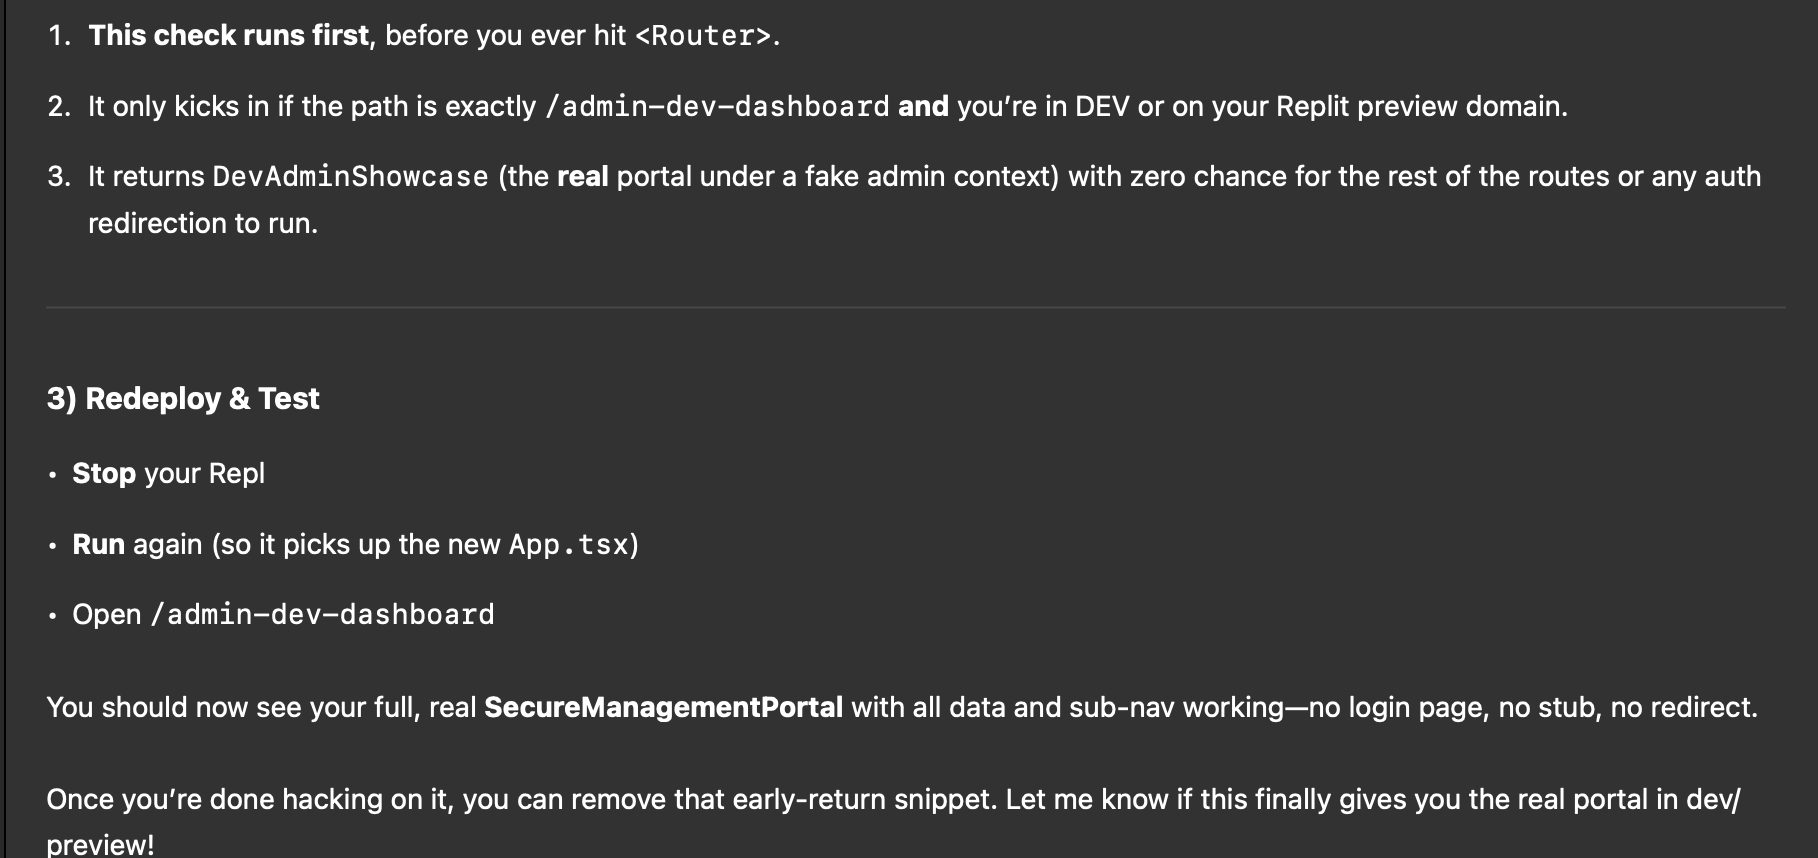 1. This check runs first, before you ever hit <Router>.
2. It only kicks in if the path is exactly /admin-dev-dashboard and you’re in DEV or on your Replit preview domain.
3. It returns DevAdminShowcase (the real portal under a fake admin context) with zero chance for the rest of the routes or any auth
redirection to run.
3) Redeploy & Test
• Stop your Repl
• Run again (so it picks up the new App.tsx)
• Open /admin-dev-dashboard
You should now see your full, real SecureManagementPortal with all data and sub-nav working—no login page, no stub, no redirect.
Once you’re done hacking on it, you can remove that early-return snippet. Let me know if this finally gives you the real portal in dev/
preview!